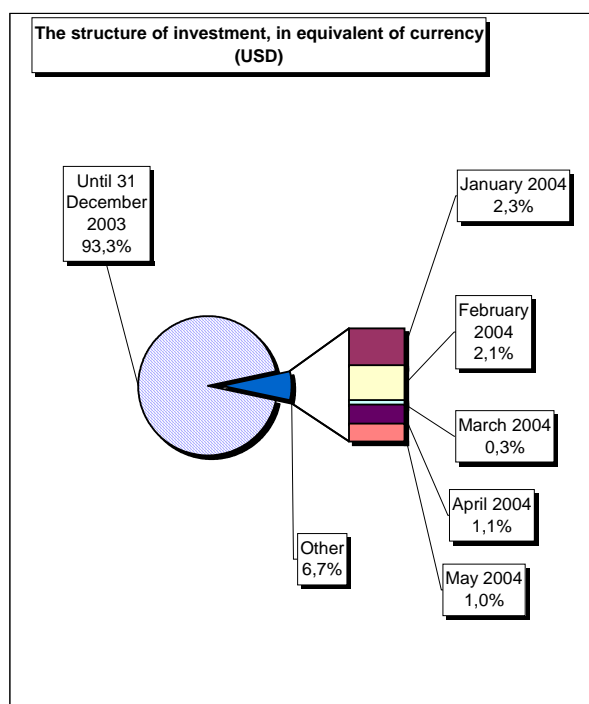 The structure of investment, in equivalent of currency
(USD)
Until 31
December
2003
93,3%
January 2004
2,3%
February
2004
2,1%
March 2004
0,3%
April 2004
1,1%
May 2004
1,0%
Other
6,7%